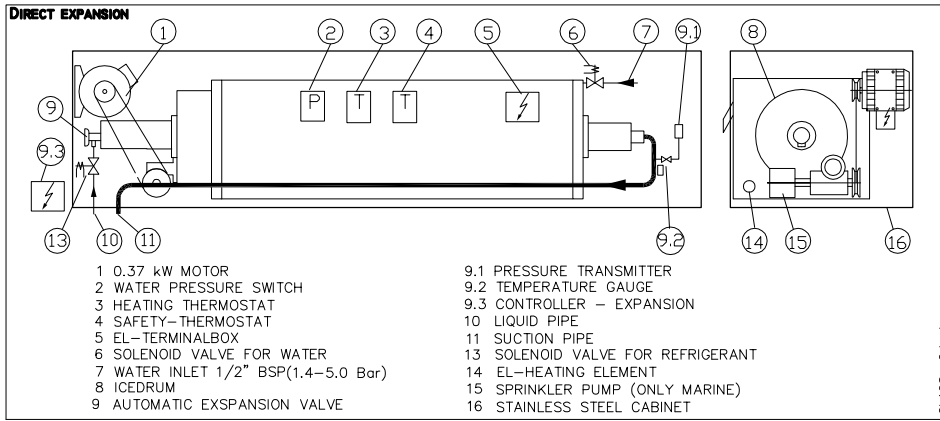 DIRECT EXPANSION
1 2 3 4 5 6 7 9.1 8
P T T
9
9.3
13 10 11 9.2 14 15 16
1 0.37 kW MOTOR
2 WATER PRESSURE SWITCH
3 HEATING THERMOSTAT
4 SAFETY-THERMOSTAT
5 EL-TERMINALBOX
6 SOLENOID VALVE FOR WATER
7 WATER INLET 1/2" BSP(1.4-5.0 Bar)
8 ICEDRUM
9 AUTOMATIC EXSPANSION VALVE
9.1 PRESSURE TRANSMITTER
9.2 TEMPERATURE GAUGE
9.3 CONTROLLER - EXPANSION
10 LIQUID PIPE
11 SUCTION PIPE
13 SOLENOID VALVE FOR REFRIGERANT
14 EL-HEATING ELEMENT
15 SPRINKLER PUMP (ONLY MARINE)
16 STAINLESS STEEL CABINET